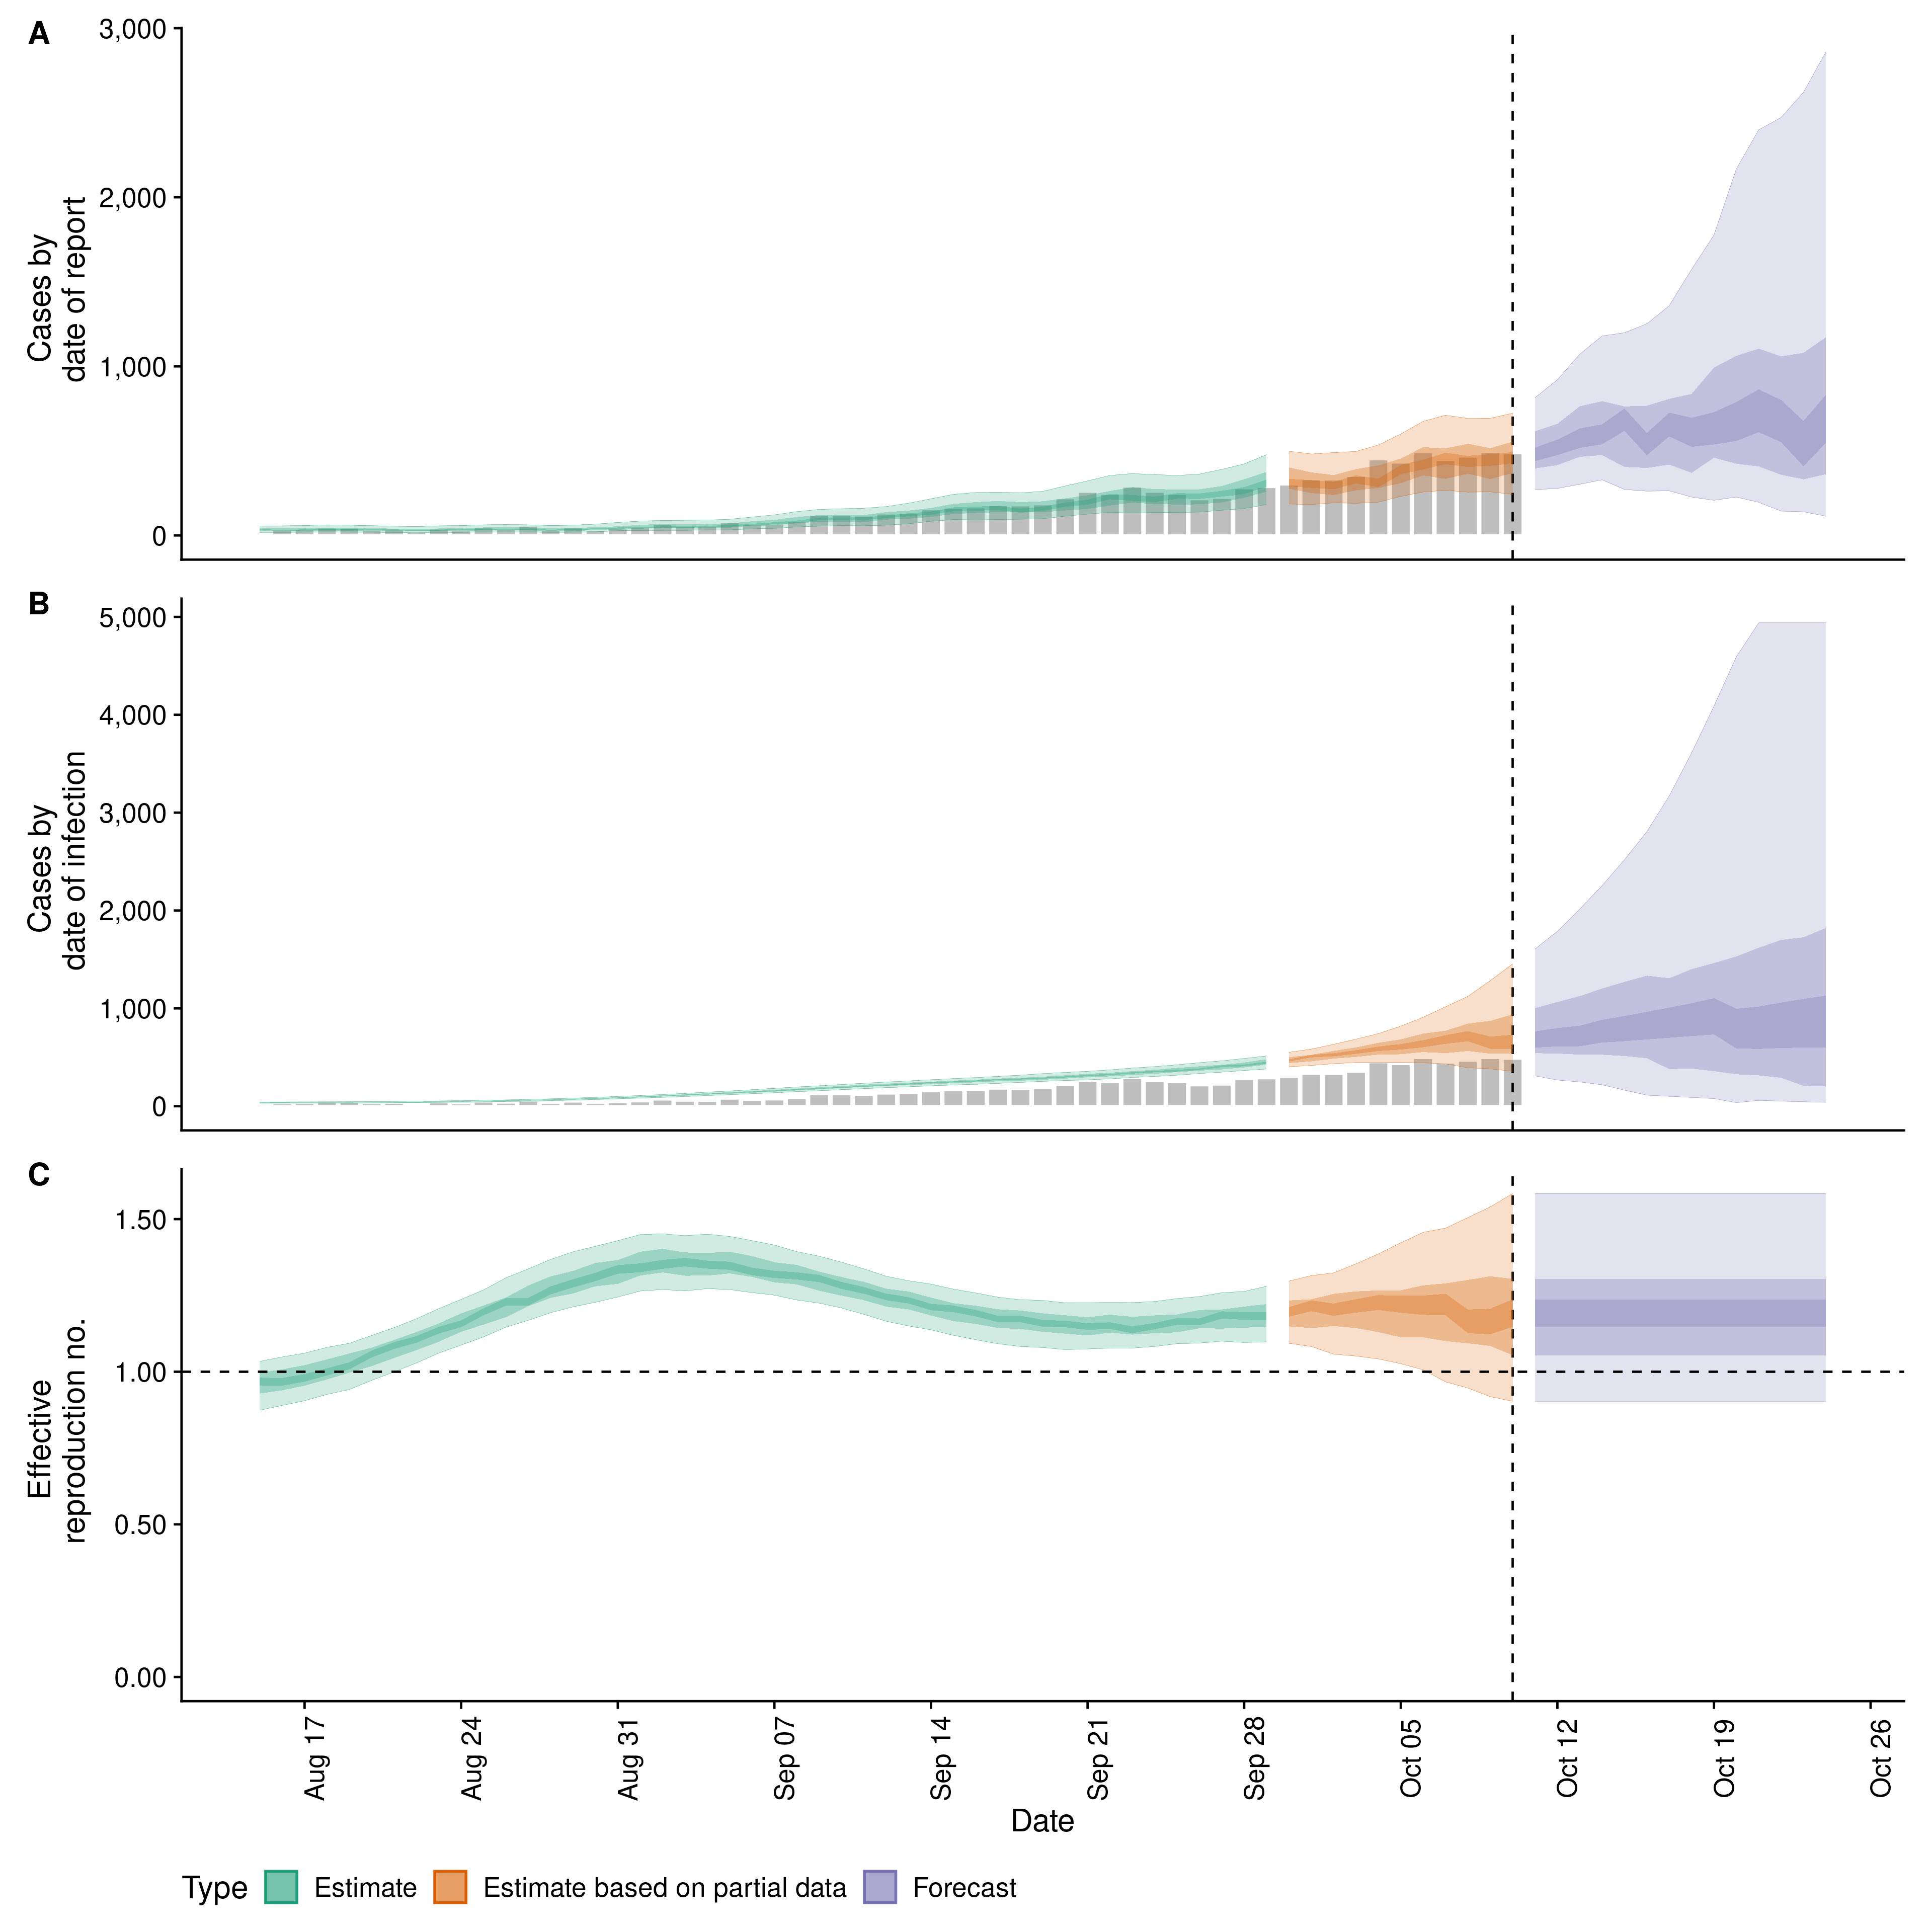 A
3,000
2,000
1,000
0
Cases by
date of report
B
5,000
4,000
3,000
2,000
1,000
0
Cases by
date of infection
C
1.50
1.00
0.50
0.00
Effective
reproduction no.
Aug 17
Aug 24
Aug 31
Sep 07
Sep 14
Sep 21
Sep 28
Oct 05
Oct 12
Oct 19
Oct 26
Date
Type Estimate Estimate based on partial data Forecast